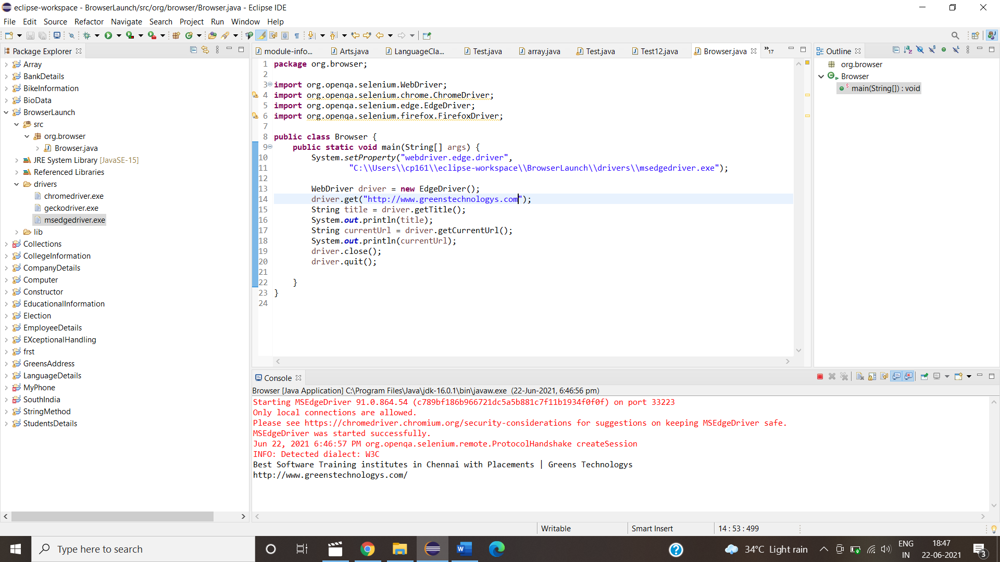 eclipse-workspace - BrowserLaunch/src/org/browser/Browser.java - Eclipse IDE
File Edit Source Refactor Navigate Search Project Run Window Help
Package Explorer
Array
BankDetails
BikeInformation
BioData
BrowserLaunch
src
org.browser
Browser.java
JRE System Library [JavaSE-15]
Referenced Libraries
drivers
chromedriver.exe
geckodriver.exe
msedgedriver.exe
lib
Collections
CollegeInformation
CompanyDetails
Computer
Constructor
EducationalInformation
Election
EmployeeDetails
EXceptionalHandling
frst
GreensAddress
LanguageDetails
MyPhone
SouthIndia
StringMethod
StudentsDetails
module-info... Arts.java LanguageCla... Test.java array.java Test.java Test12.java Browser.java »17
1 package org.browser;
2
3 import org.openqa.selenium.WebDriver;
4 import org.openqa.selenium.chrome.ChromeDriver;
5 import org.openqa.selenium.edge.EdgeDriver;
6 import org.openqa.selenium.firefox.FirefoxDriver;
7
8 public class Browser {
9 public static void main(String[] args) {
10 System.setProperty("webdriver.edge.driver",
11 "C:\\Users\\cp161\\eclipse-workspace\\BrowserLaunch\\drivers\\msedgedriver.exe");
12
13 WebDriver driver = new EdgeDriver();
14 driver.get("http://www.greenstechnologys.com");
15 String title = driver.getTitle();
16 System.out.println(title);
17 String currentUrl = driver.getCurrentUrl();
18 System.out.println(currentUrl);
19 driver.close();
20 driver.quit();
21
22 }
23 }
24
Outline
org.browser
Browser
main(String[]) : void
Console
Browser [Java Application] C:\Program Files\Java\jdk-16.0.1\bin\javaw.exe (22-Jun-2021, 6:46:56 pm)
Starting MSEdgeDriver 91.0.864.54 (c789bf186b966721dc5a5b881c7f11b1934f0f0f) on port 33223
Only local connections are allowed.
Please see https://chromedriver.chromium.org/security-considerations for suggestions on keeping MSEdgeDriver safe.
MSEdgeDriver was started successfully.
Jun 22, 2021 6:46:57 PM org.openqa.selenium.remote.ProtocolHandshake createSession
INFO: Detected dialect: W3C
Best Software Training institutes in Chennai with Placements | Greens Technologys
http://www.greenstechnologys.com/
Writable Smart Insert 14 : 53 : 499
Type here to search
34°C Light rain
ENG
IN
18:47
22-06-2021
3